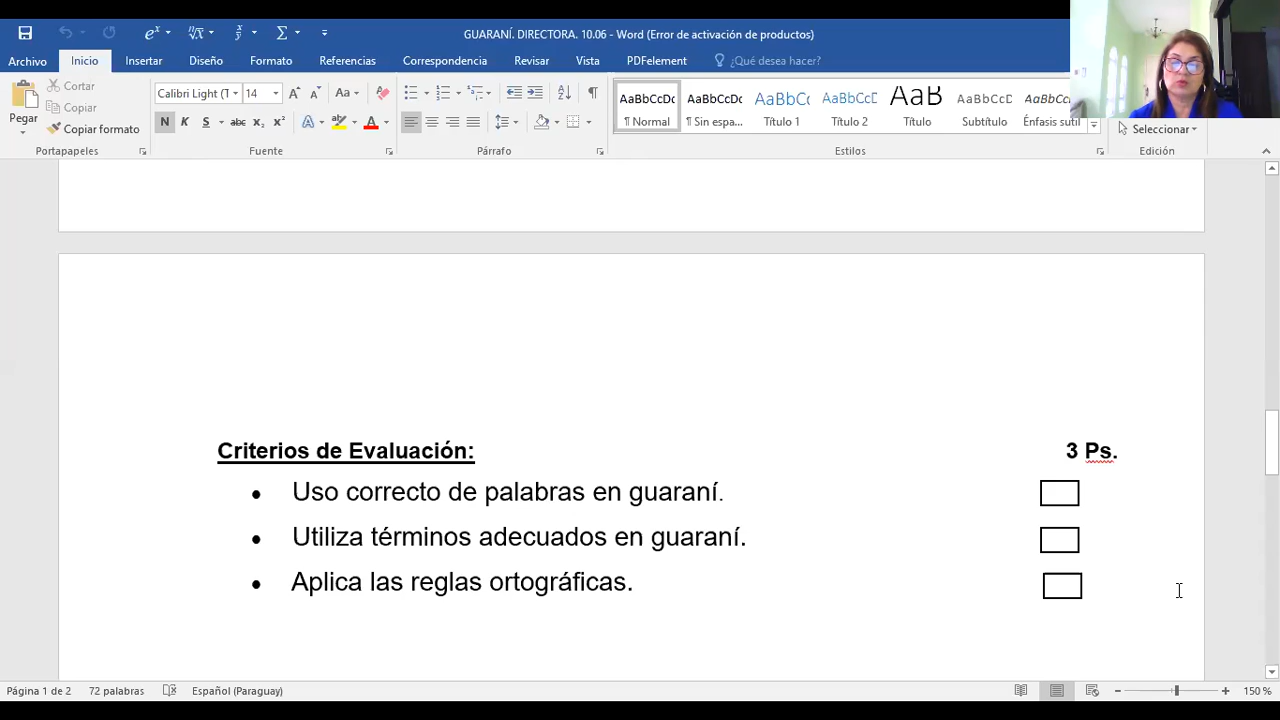 GUARANÍ. DIRECTORA. 10.06 - Word (Error de activación de productos)
Archivo Inicio Insertar Diseño Formato Referencias Correspondencia Revisar Vista PDFelement ¿Qué desea hacer?
Pegar
Cortar
Copiar
Copiar formato
Portapapeles
Calibri Light (T 14
N K S abc x₂ x²
Fuente
Párrafo
AaBbCcDc AaBbCcDc AaBbCc AaBbCcD AaB AaBbCcD AaBbCcD
¶ Normal ¶ Sin espa... Título 1 Título 2 Título Subtítulo Énfasis sutil
Estilos
Seleccionar
Edición
Criterios de Evaluación: 3 Ps.
• Uso correcto de palabras en guaraní.
• Utiliza términos adecuados en guaraní.
• Aplica las reglas ortográficas.
Página 1 de 2 72 palabras Español (Paraguay) 150 %